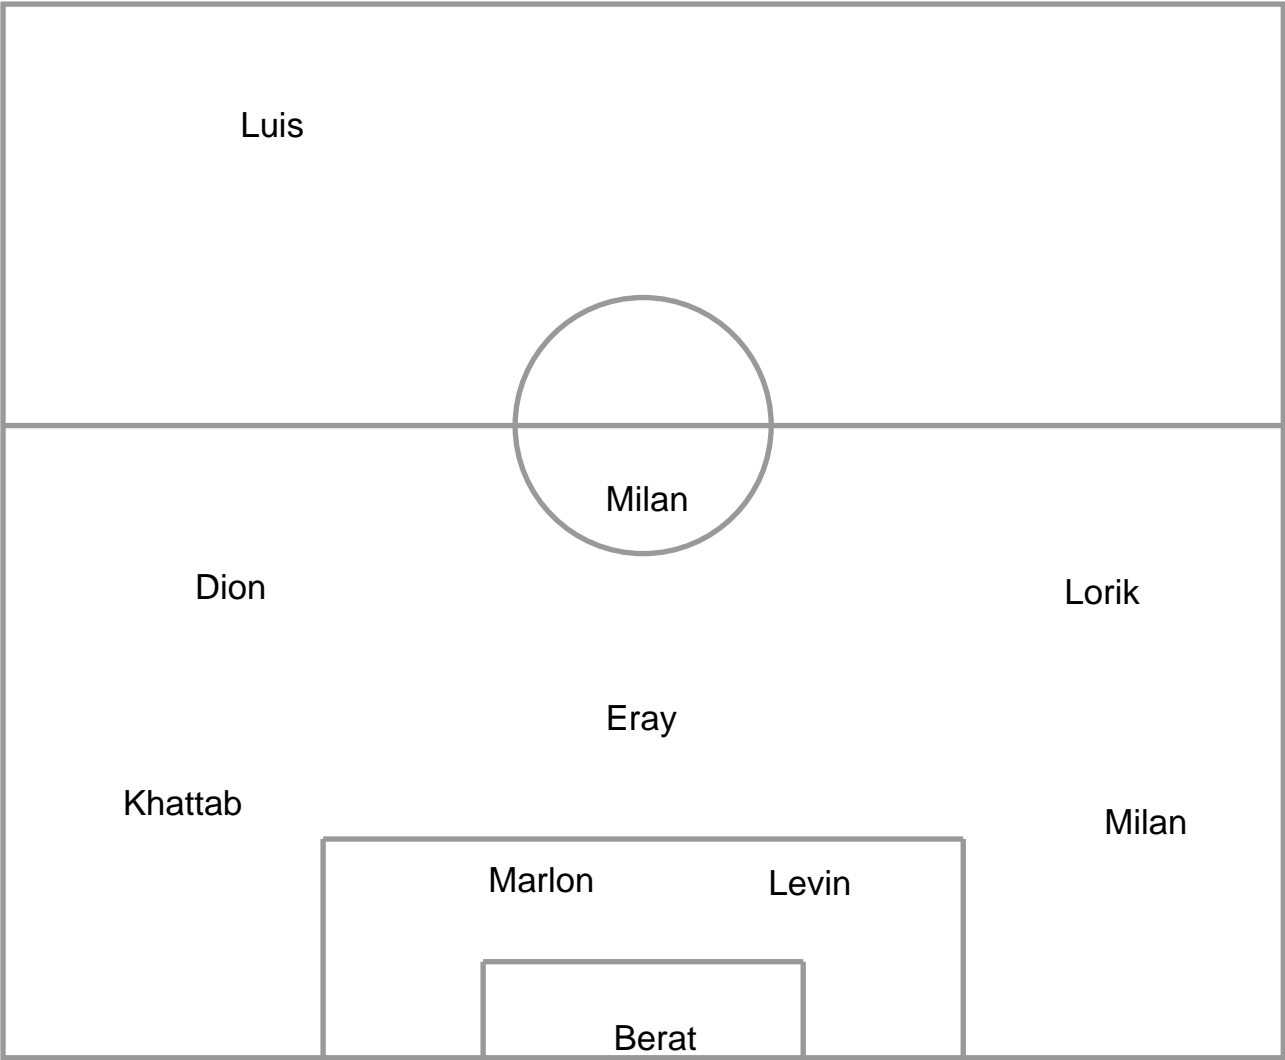 Luis
Milan
Dion
Lorik
Eray
Khattab
Milan
Marlon
Levin
Berat